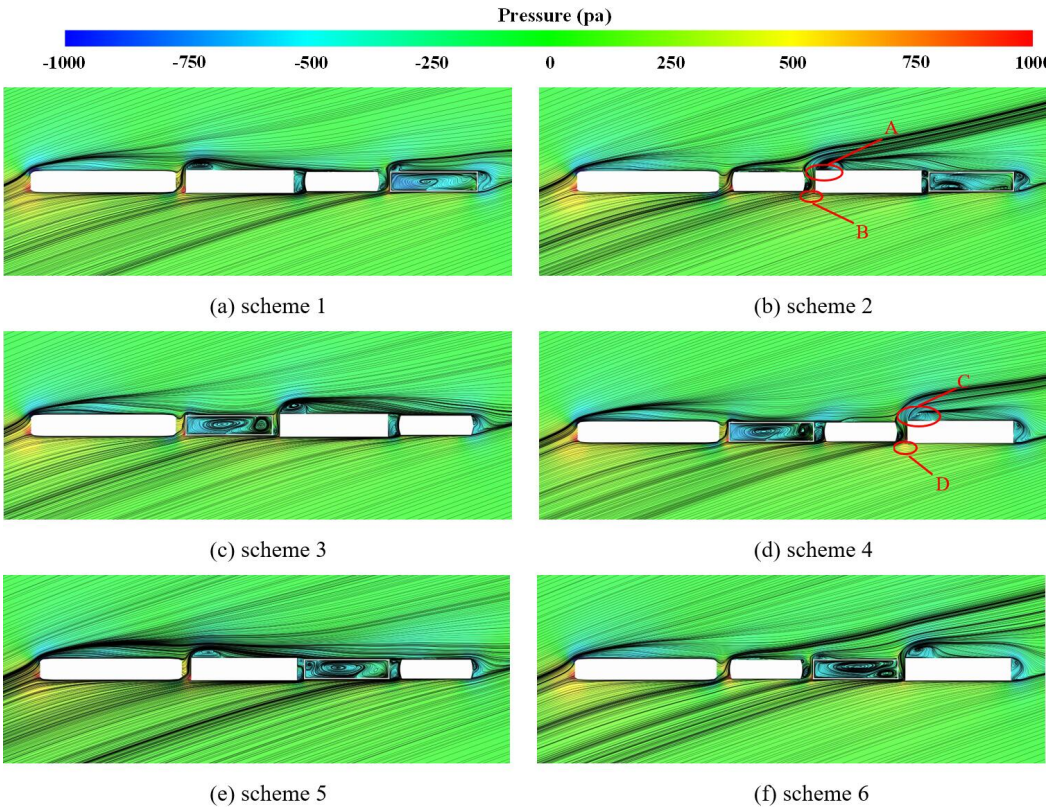 Pressure (pa)
-1000 -750 -500 -250 0 250 500 750 1000
A
B
(a) scheme 1
(b) scheme 2
C
D
(c) scheme 3
(d) scheme 4
(e) scheme 5
(f) scheme 6